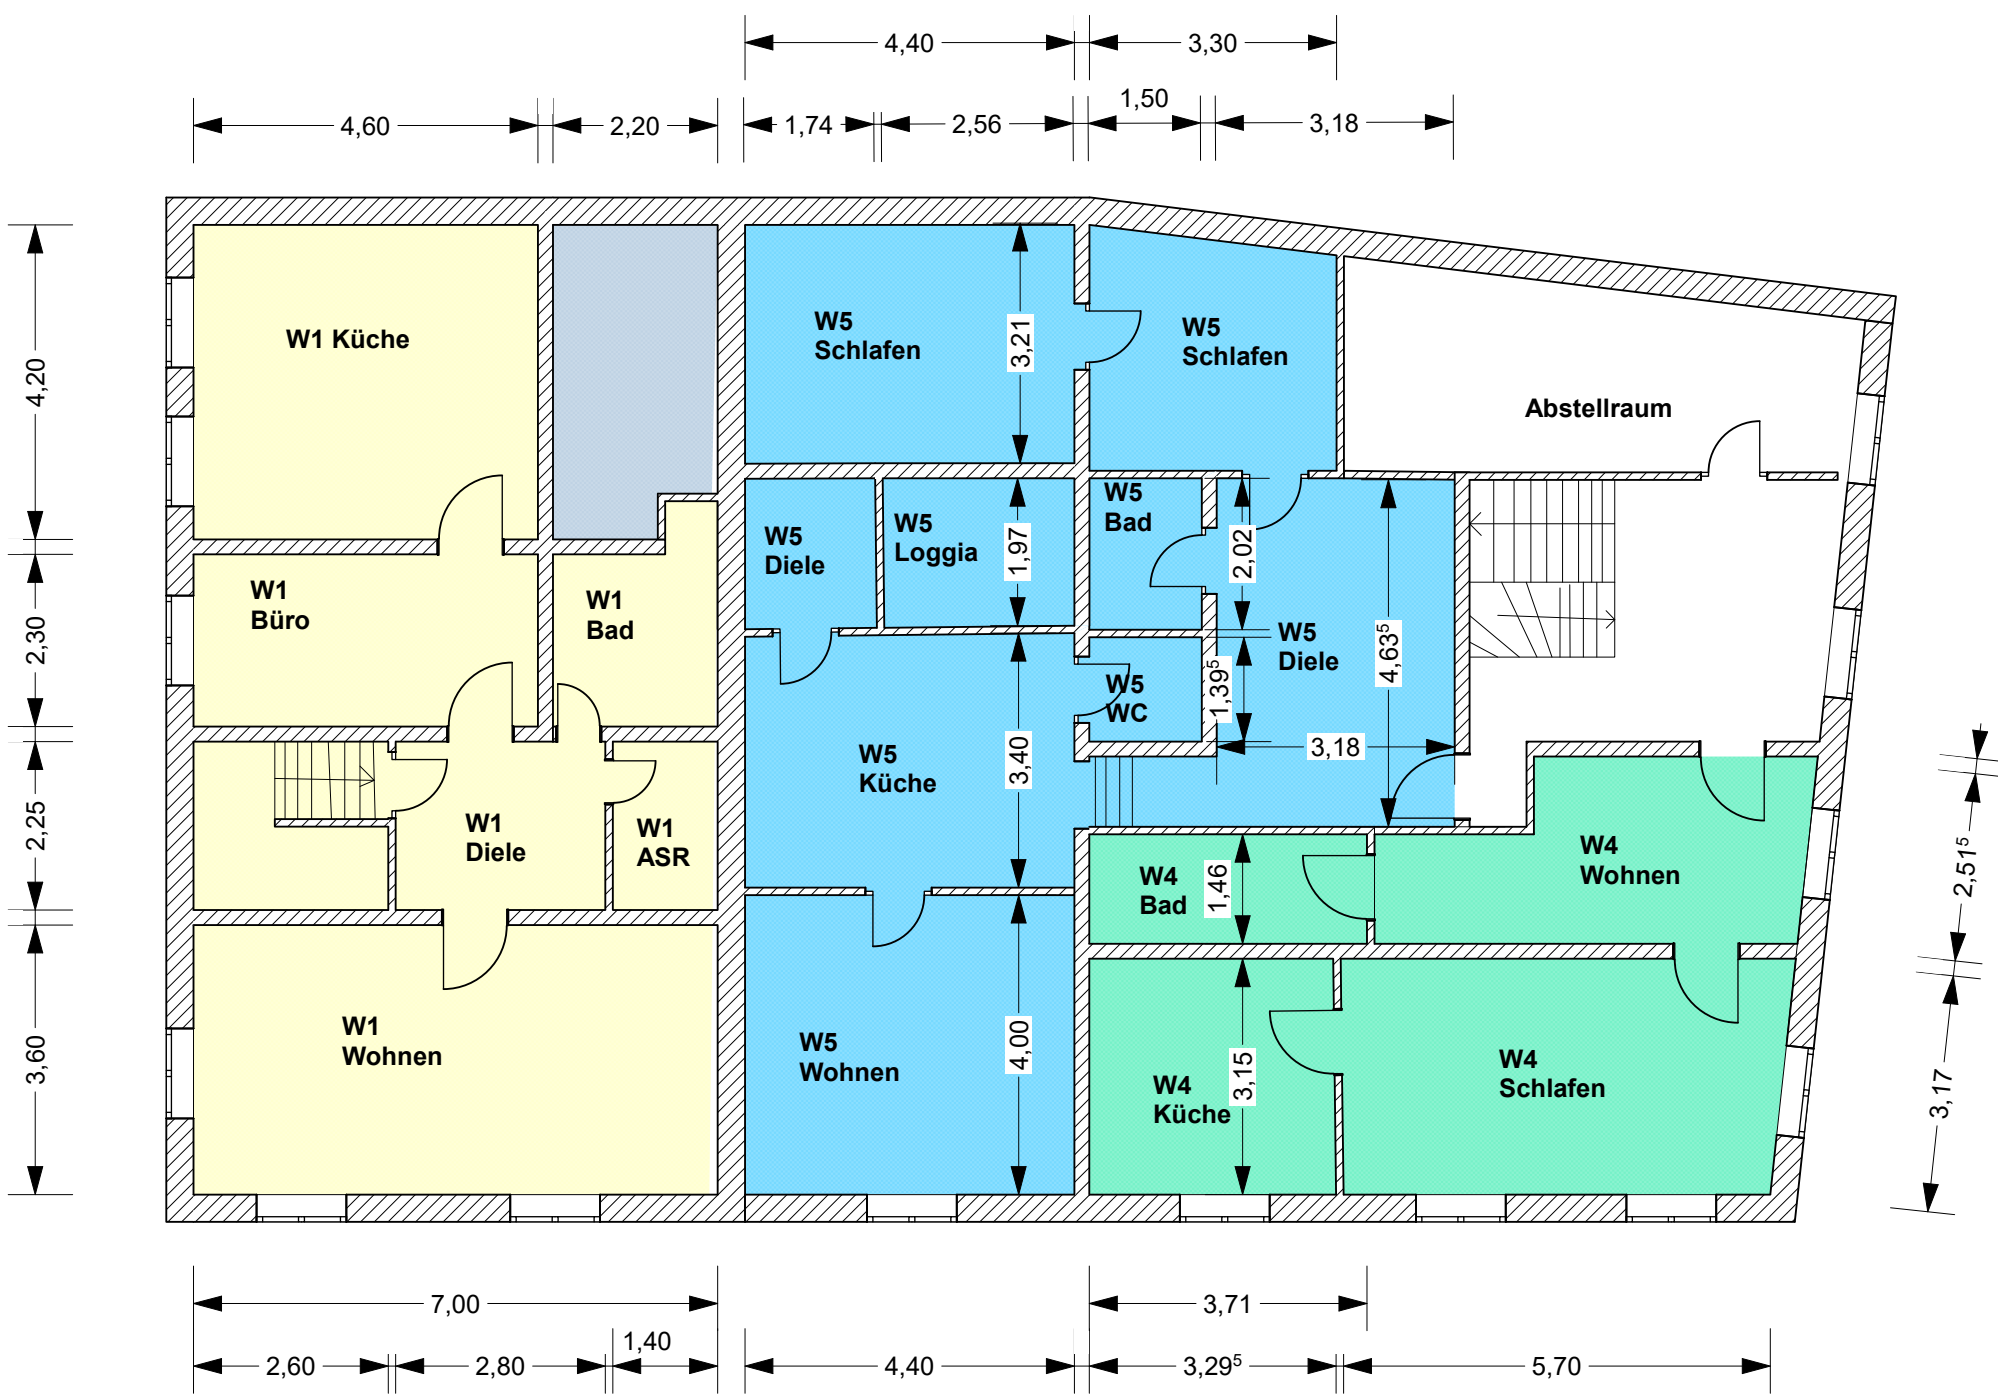 4,40
3,30
4,60
2,20
1,74
2,56
1,50
3,18
4,20
2,30
2,25
3,60
W1 Küche
W5
Schlafen
3,21
W5
Schlafen
Abstellraum
W1
Büro
W1
Bad
W5
Diele
W5
Loggia
1,97
W5
Bad
2,02
W5
Diele
4,63⁵
1,39⁵
W5
WC
3,18
W5
Küche
3,40
W1
Diele
W1
ASR
W4
Bad
1,46
W4
Wohnen
2,51⁵
W1
Wohnen
W5
Wohnen
4,00
W4
Küche
3,15
W4
Schlafen
3,17
7,00
3,71
2,60
2,80
1,40
4,40
3,29⁵
5,70